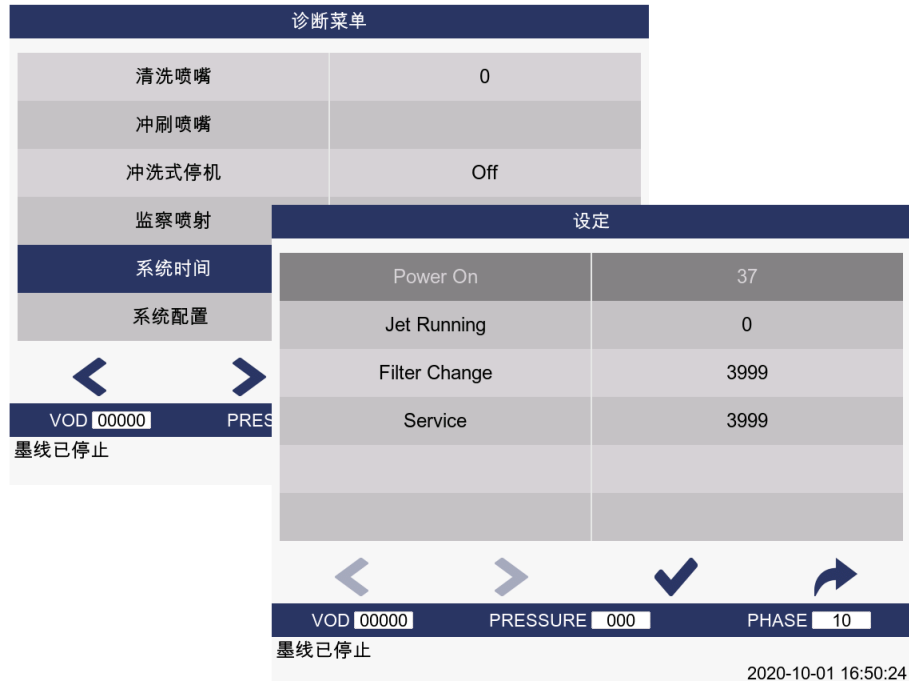 诊断菜单
清洗喷嘴 0
冲刷喷嘴
冲洗式停机 Off
监察喷射
系统时间
系统配置
VOD 00000 PRES
墨线已停止
设定
Power On 37
Jet Running 0
Filter Change 3999
Service 3999
VOD 00000 PRESSURE 000 PHASE 10
墨线已停止
2020-10-01 16:50:24